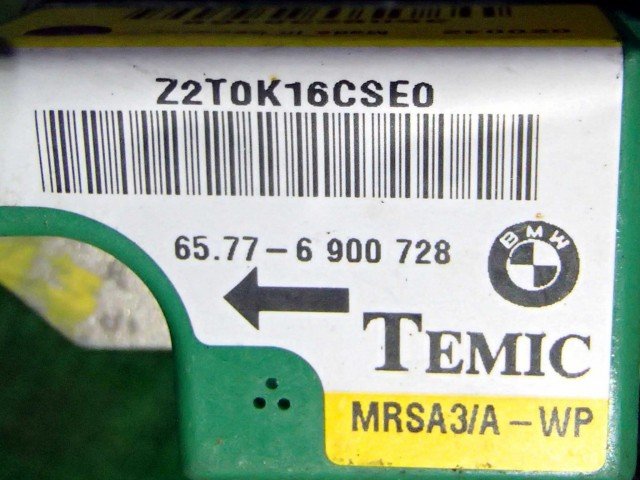 Z2T0K16CSE0
65.77-6 900 728
BMW
TEMIC
MRSA3/A-WP